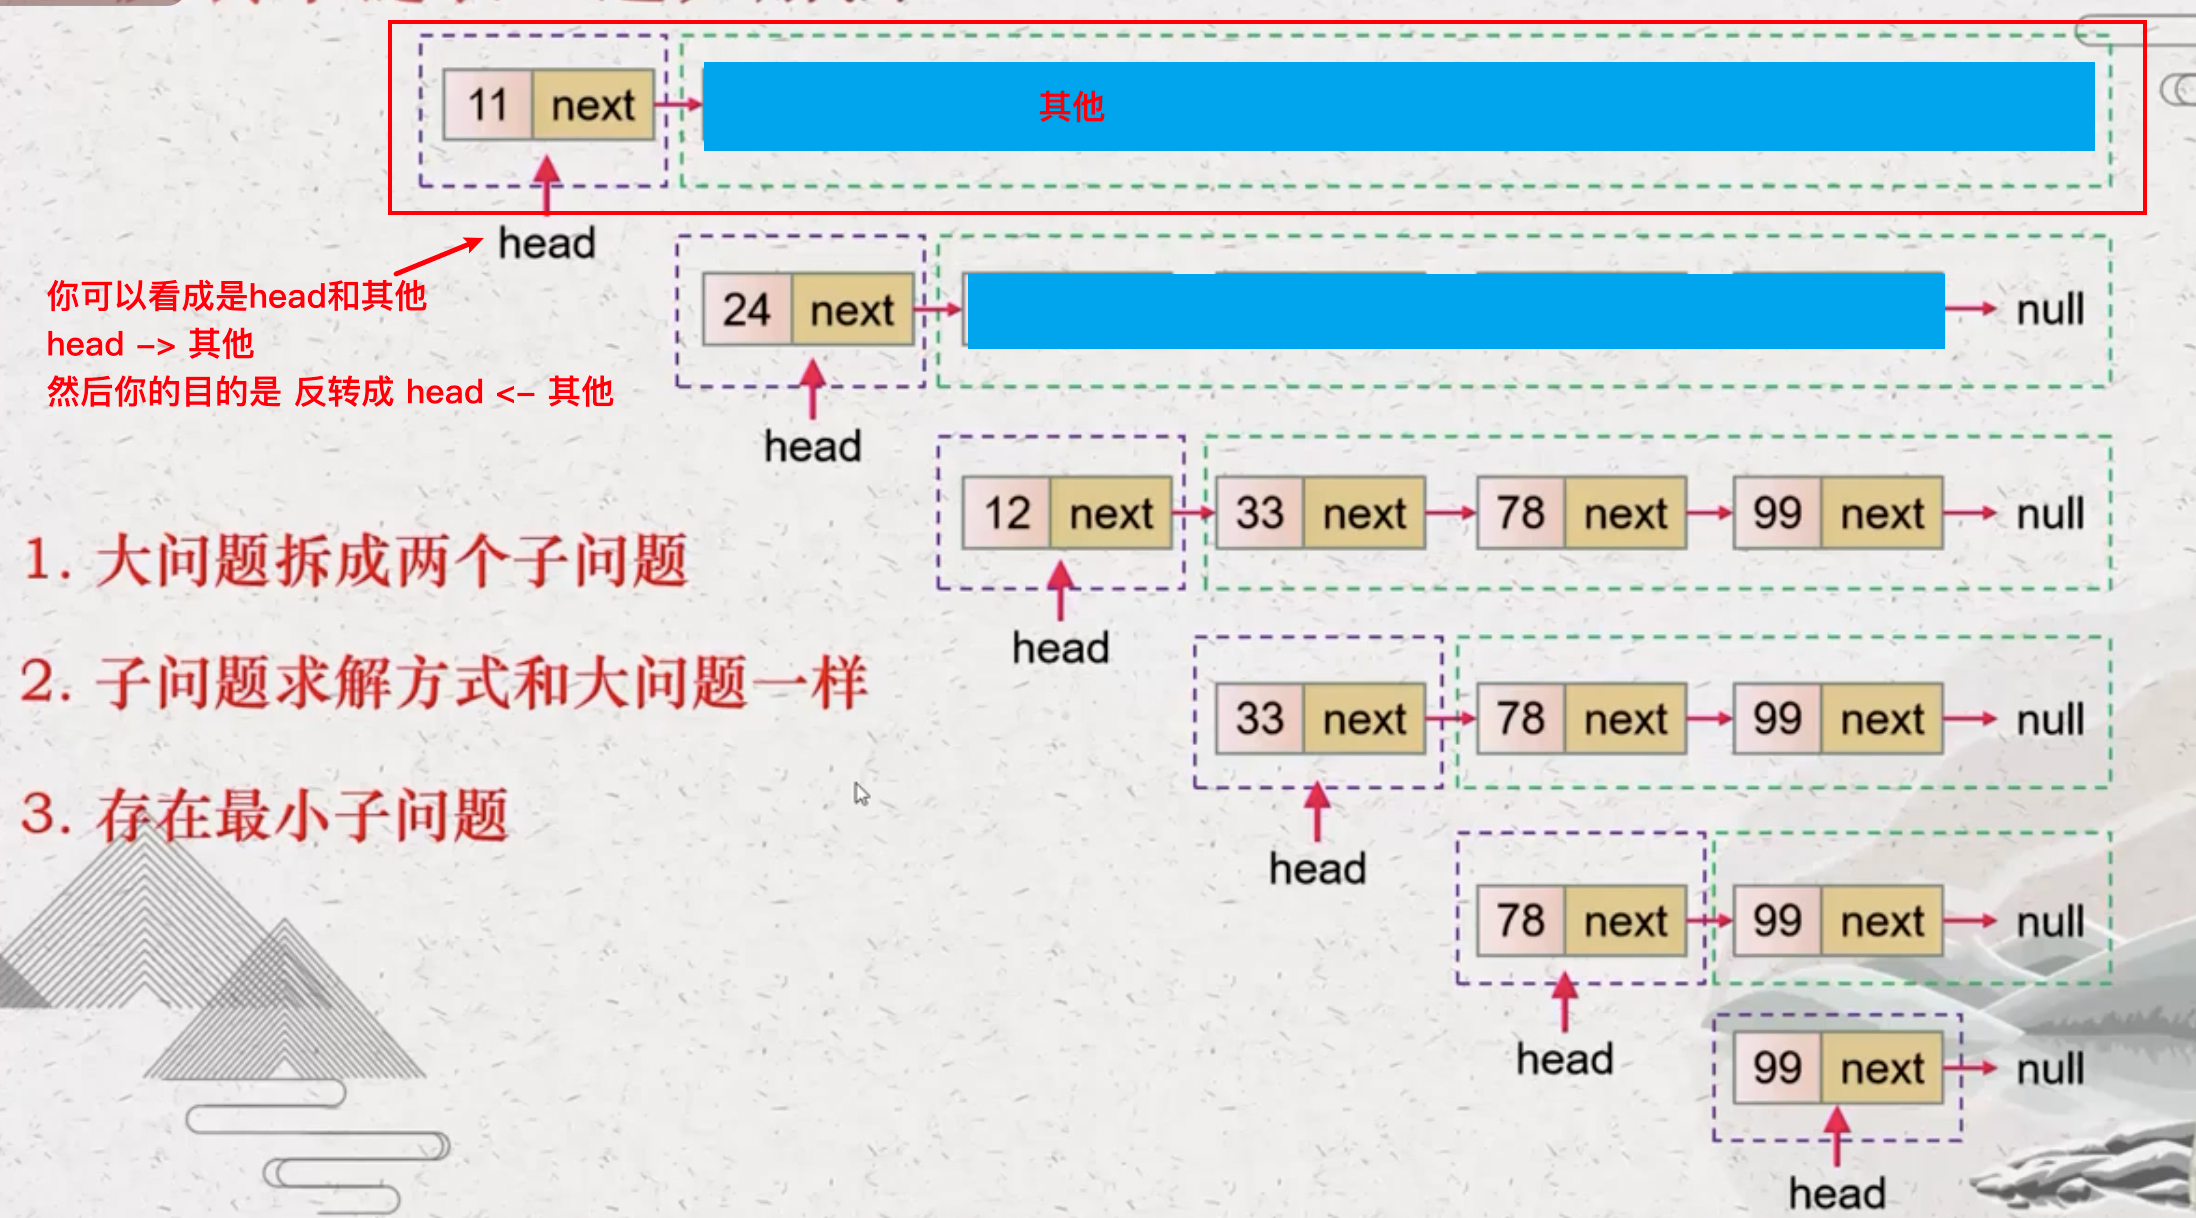 11 next 其他
head
你可以看成是head和其他
head -> 其他
然后你的目的是 反转成 head <- 其他
24 next null
head
12 next 33 next 78 next 99 next null
head
1. 大问题拆成两个子问题
2. 子问题求解方式和大问题一样
33 next 78 next 99 next null
head
3. 存在最小子问题
78 next 99 next null
head
99 next null
head